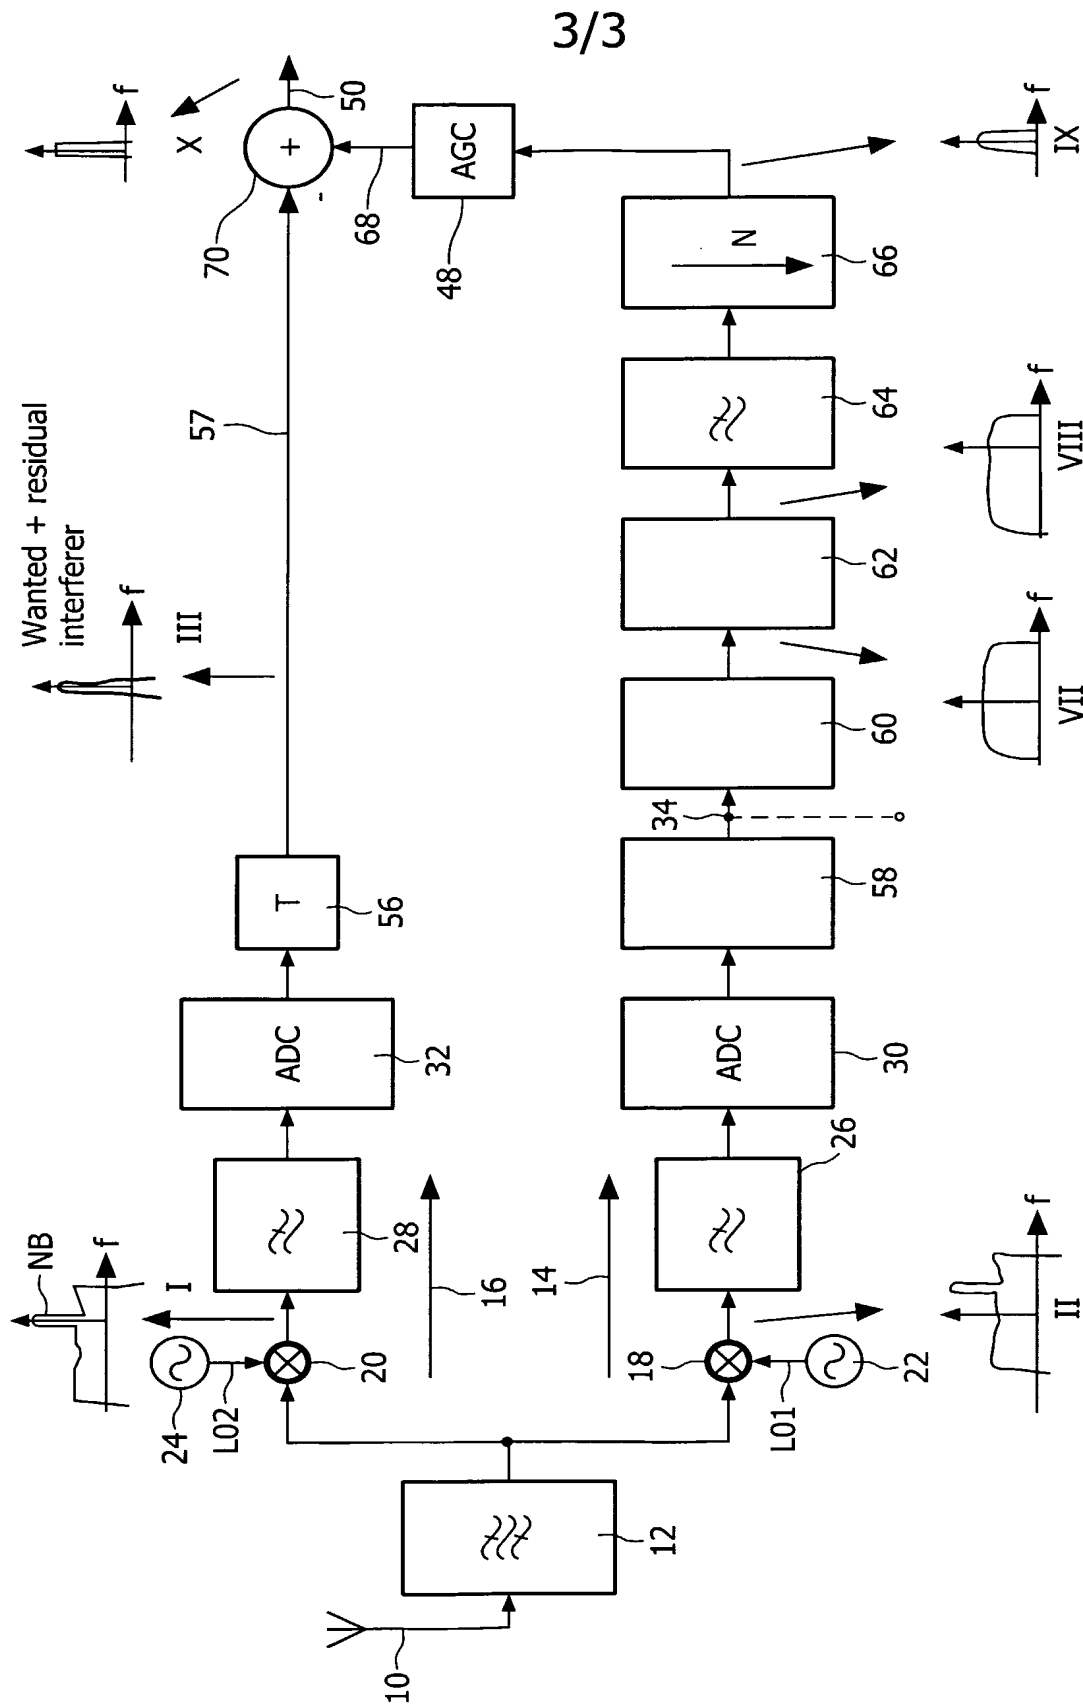 3/3
NB
f
I
24
L02
20
28
ADC
32
T
56
Wanted + residual
interferer
f
III
57
f
X
70
+
-
50
68
AGC
48
16
14
10
12
18
L01
22
f
II
26
ADC
30
58
34
60
f
VII
62
f
VIII
64
N
66
f
IX